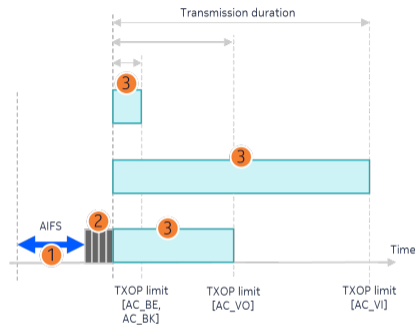 Transmission duration
3
3
2
3
AIFS
1
Time
TXOP limit
[AC_BE,
AC_BK]
TXOP limit
[AC_VO]
TXOP limit
[AC_VI]